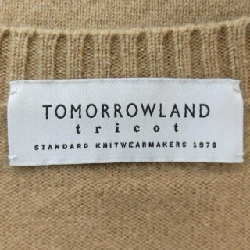 TOMORROWLAND
tricot
STANDARD KNITWEARMAKERS 1978